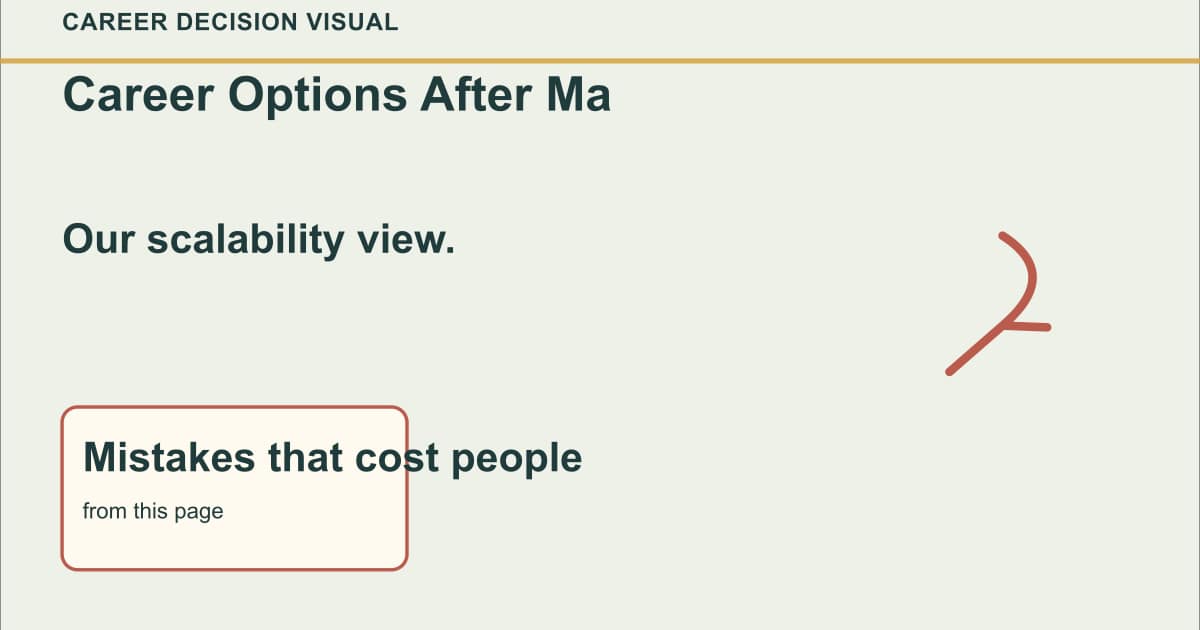 CAREER DECISION VISUAL
Career Options After Ma
Our scalability view.
Mistakes that cost people
from this page